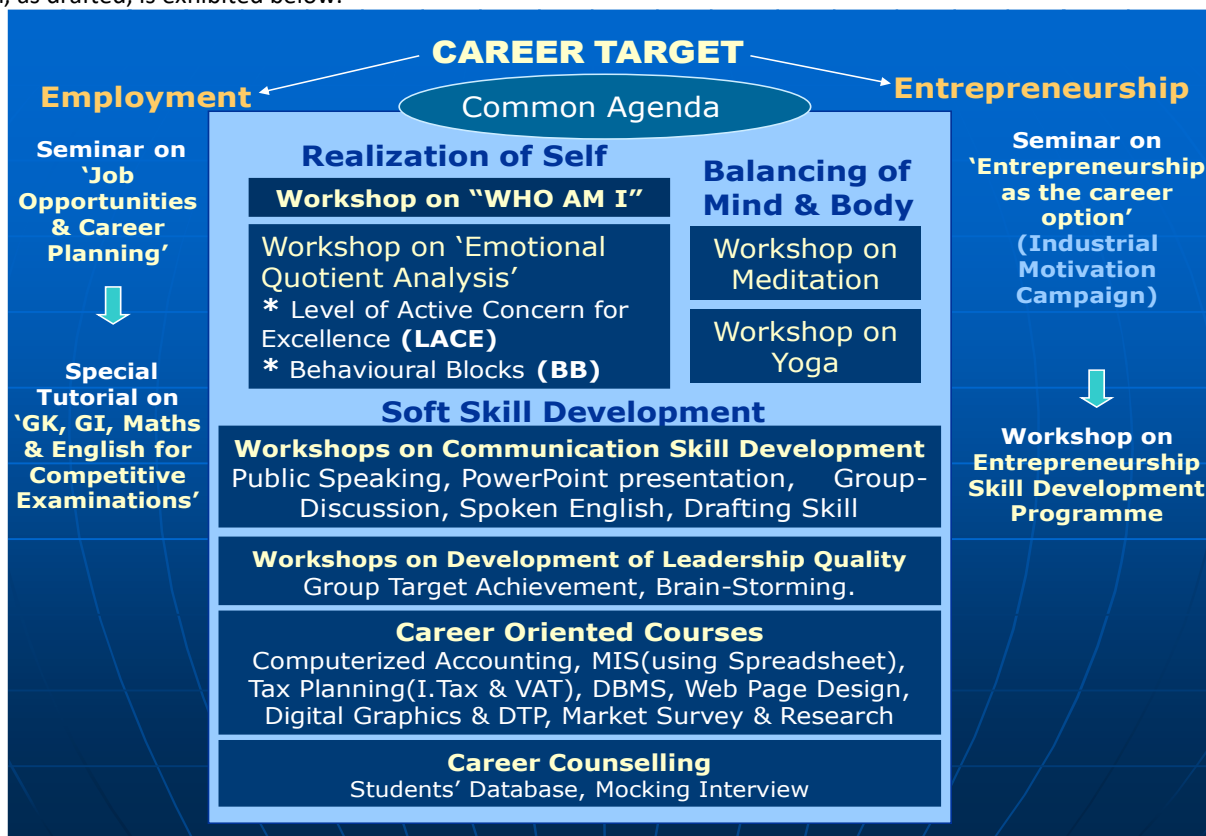 , as drafted, is exhibited below.
CAREER TARGET
Employment
Entrepreneurship
Common Agenda
Seminar on
‘Job
Opportunities
& Career
Planning’
Special
Tutorial on
‘GK, GI, Maths
& English for
Competitive
Examinations’
Realization of Self
Workshop on “WHO AM I”
Workshop on ‘Emotional
Quotient Analysis’
* Level of Active Concern for
Excellence (LACE)
* Behavioural Blocks (BB)
Balancing of
Mind & Body
Workshop on
Meditation
Workshop on
Yoga
Soft Skill Development
Workshops on Communication Skill Development
Public Speaking, PowerPoint presentation, Group-
Discussion, Spoken English, Drafting Skill
Workshops on Development of Leadership Quality
Group Target Achievement, Brain-Storming.
Career Oriented Courses
Computerized Accounting, MIS(using Spreadsheet),
Tax Planning(I.Tax & VAT), DBMS, Web Page Design,
Digital Graphics & DTP, Market Survey & Research
Career Counselling
Students’ Database, Mocking Interview
Seminar on
‘Entrepreneurship
as the career
option’
(Industrial
Motivation
Campaign)
Workshop on
Entrepreneurship
Skill Development
Programme